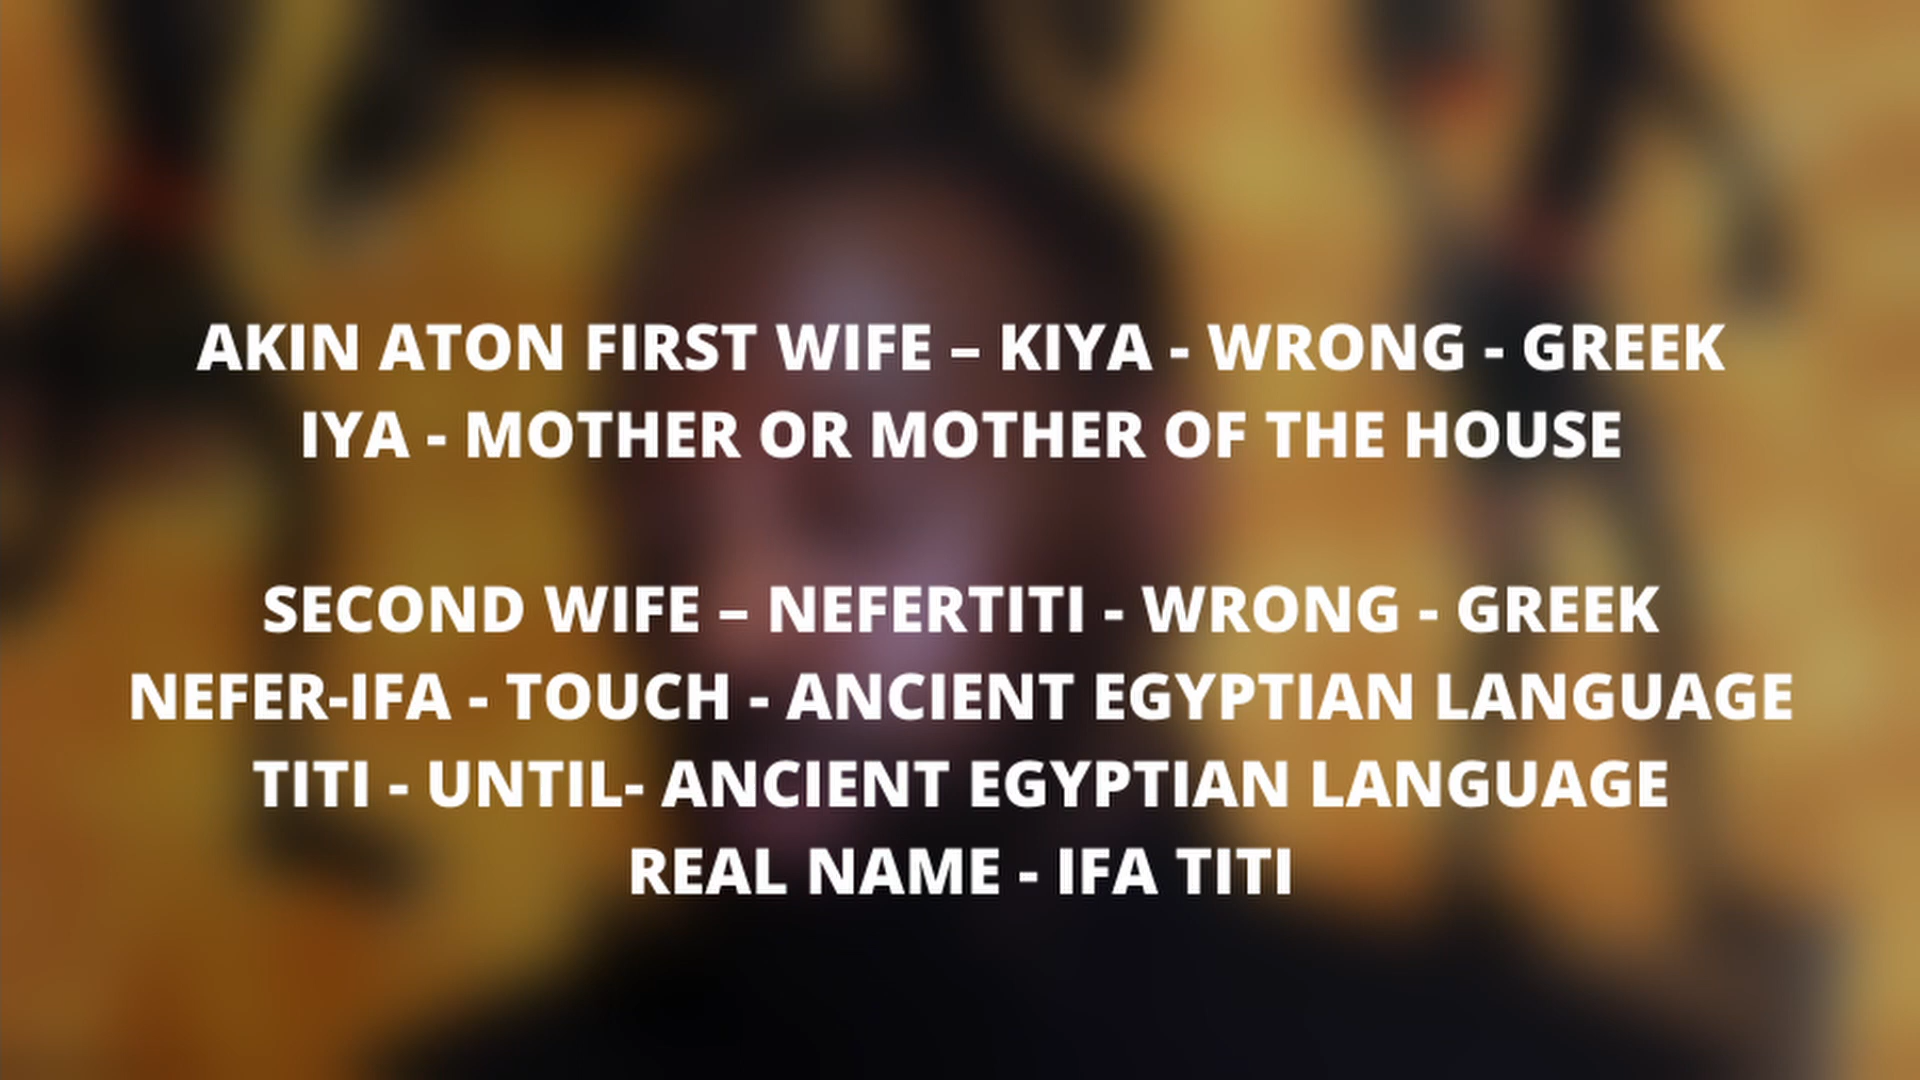 AKIN ATON FIRST WIFE – KIYA - WRONG - GREEK
IYA - MOTHER OR MOTHER OF THE HOUSE
SECOND WIFE – NEFERTITI - WRONG - GREEK
NEFER-IFA - TOUCH - ANCIENT EGYPTIAN LANGUAGE
TITI - UNTIL- ANCIENT EGYPTIAN LANGUAGE
REAL NAME - IFA TITI